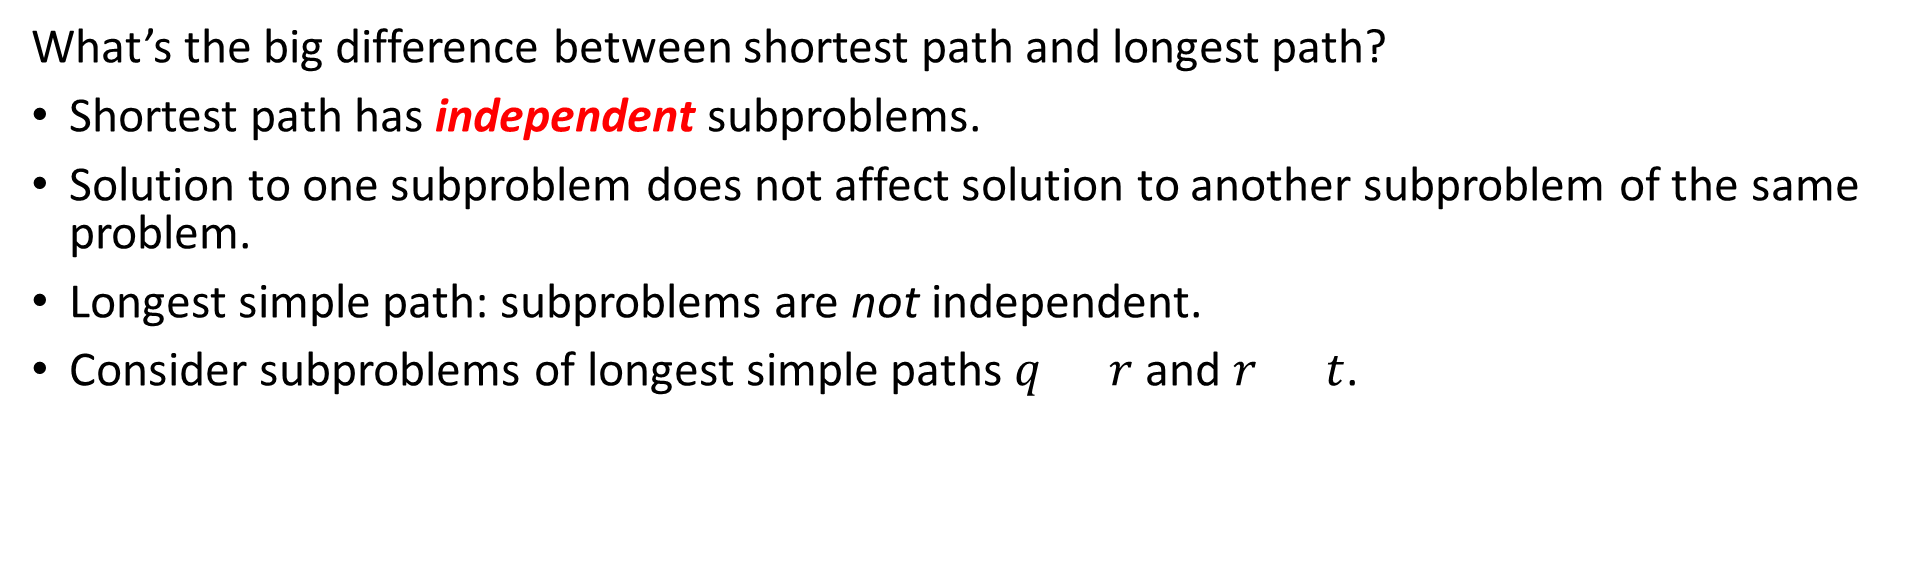 What’s the big difference between shortest path and longest path?
• Shortest path has independent subproblems.
• Solution to one subproblem does not affect solution to another subproblem of the same
problem.
• Longest simple path: subproblems are not independent.
• Consider subproblems of longest simple paths q r and r t.